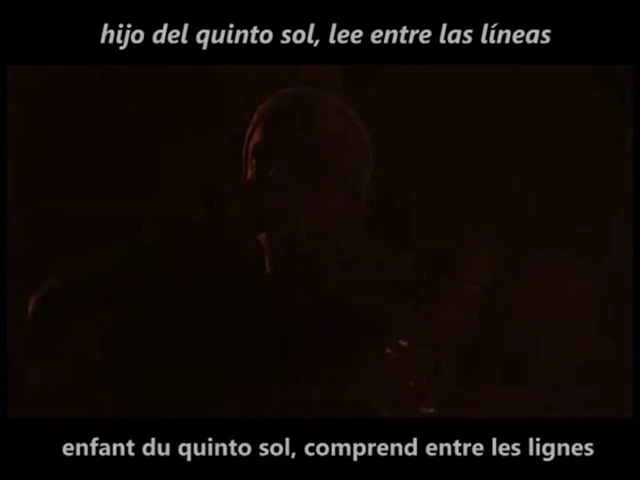 hijo del quinto sol, lee entre las líneas
enfant du quinto sol, comprend entre les lignes